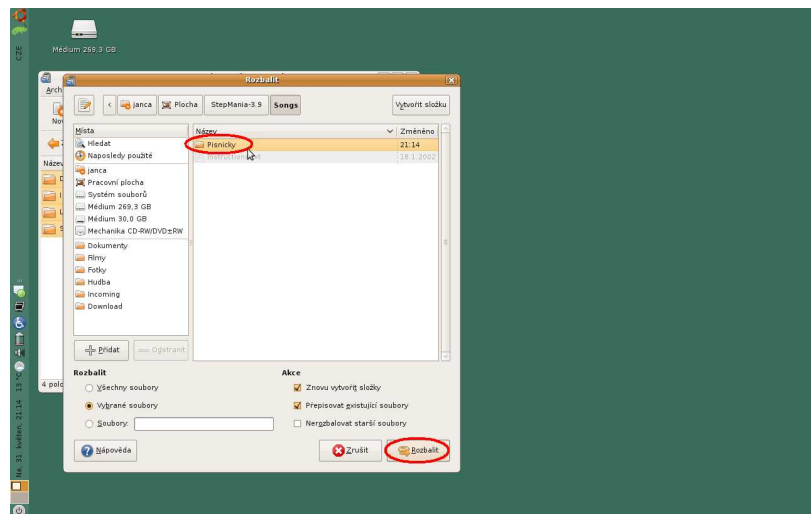 CZE
Médium 269.3 GB
Rozbalit
Arch
janca
Plocha
StepMania-3.9
Songs
Vytvořit složku
Nov
Místa
Název
Změněno
Hledat
Pisnicky
21:14
Naposledy použité
18.1.2002
Název
janca
Pracovní plocha
Systém souborů
Médium 269,3 GB
Médium 30,0 GB
Mechanika CD-RW/DVD±RW
Dokumenty
Filmy
Fotky
Hudba
Incoming
Download
Přidat
Odstranit
Rozbalit
Akce
4 polo
Všechny soubory
Znovu vytvořit složky
Vybrané soubory
Přepisovat existující soubory
Soubory:
Nerozbalovat starší soubory
Nápověda
Zrušit
Rozbalit
13 °C
Ne, 31. květen, 21:14